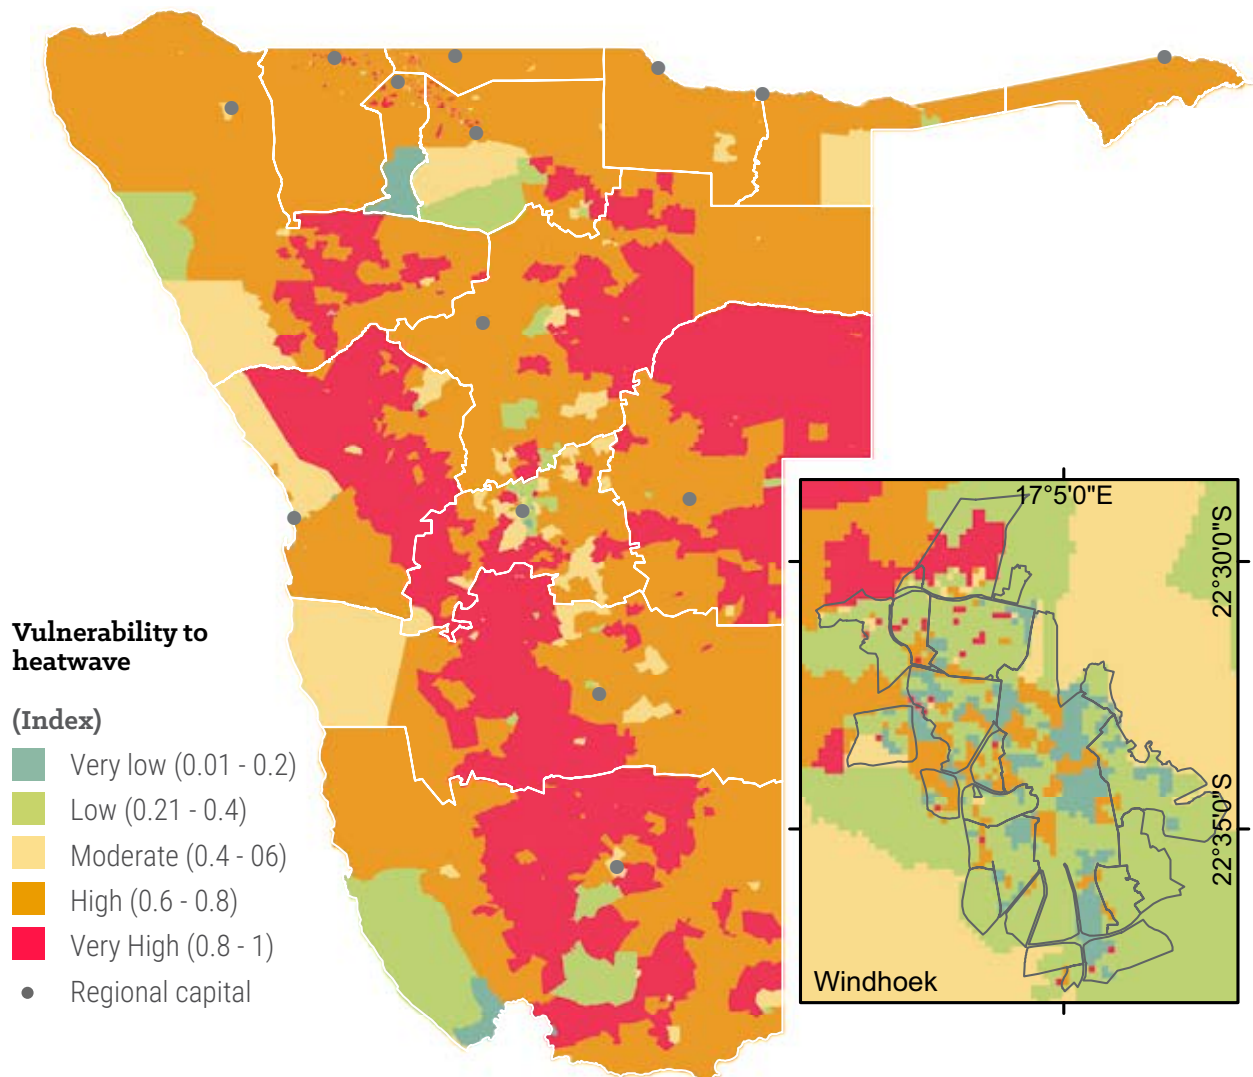 17°5'0"E
22°30'0"S
22°35'0"S
Windhoek
Vulnerability to
heatwave
(Index)
Very low (0.01 - 0.2)
Low (0.21 - 0.4)
Moderate (0.4 - 06)
High (0.6 - 0.8)
Very High (0.8 - 1)
Regional capital